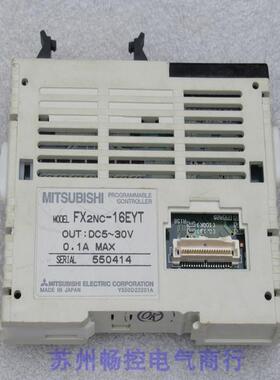 MITSUBISHI PROGRAMMABLE CONTROLLER
MODEL FX2NC-16EYT
OUT:DC5~30V
0.1A MAX
SERIAL 550414
MITSUBISHI ELECTRIC CORPORATION
MADE IN JAPAN
苏州畅控电气商行